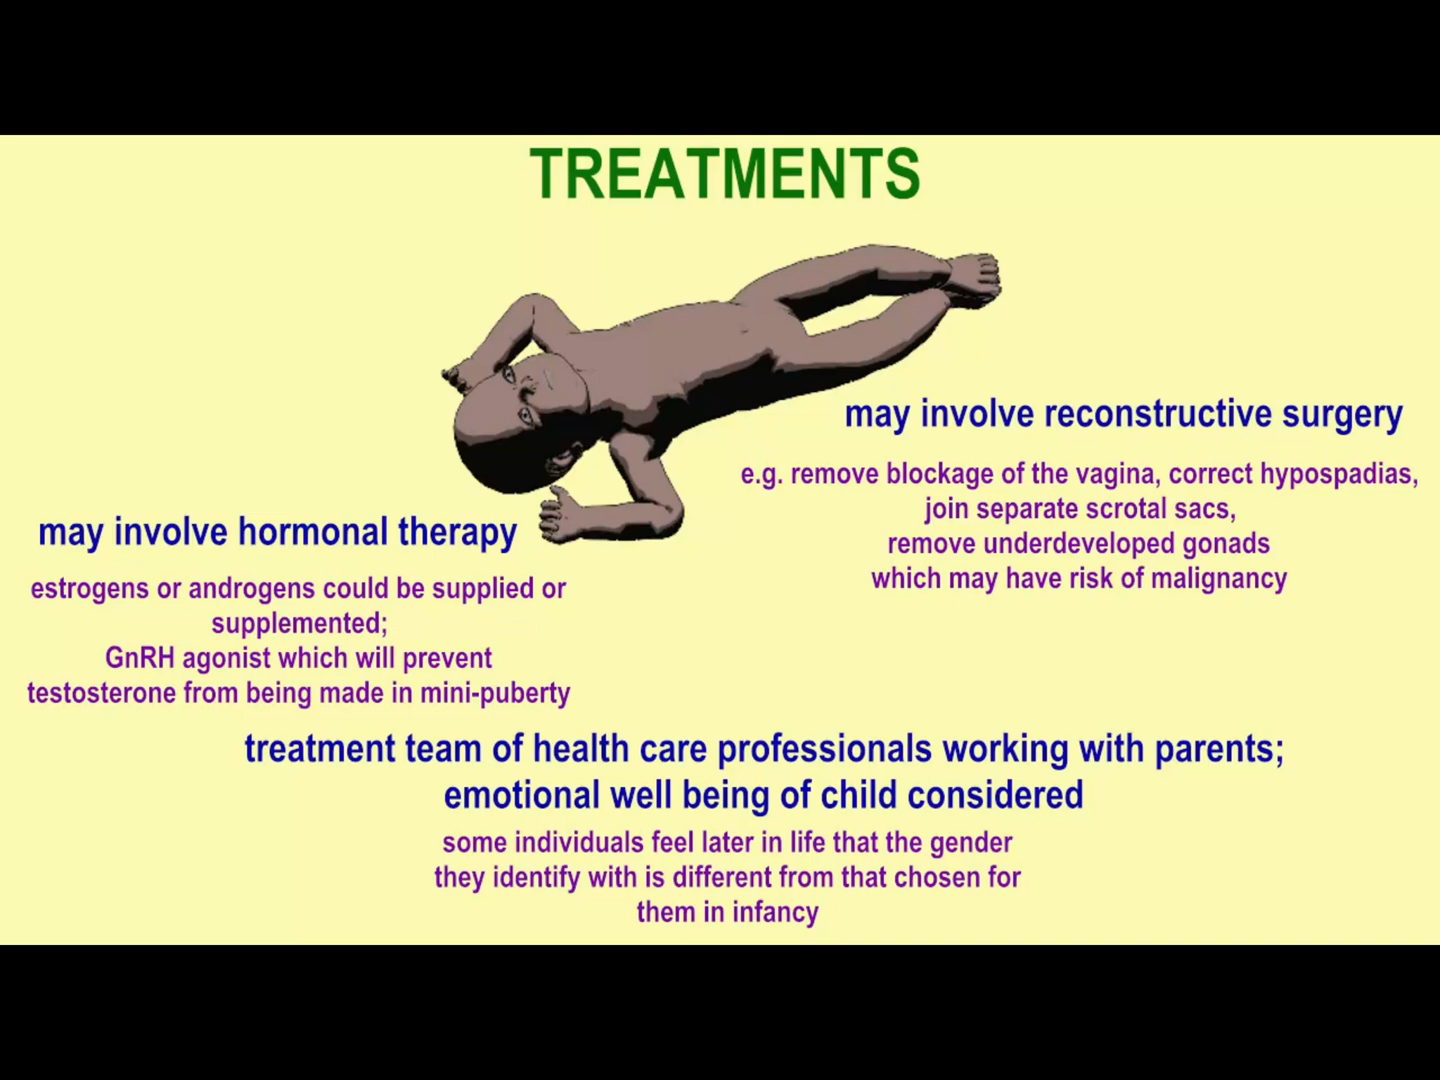 TREATMENTS
may involve reconstructive surgery
e.g. remove blockage of the vagina, correct hypospadias,
join separate scrotal sacs,
remove underdeveloped gonads
which may have risk of malignancy
may involve hormonal therapy
estrogens or androgens could be supplied or
supplemented;
GnRH agonist which will prevent
testosterone from being made in mini-puberty
treatment team of health care professionals working with parents;
emotional well being of child considered
some individuals feel later in life that the gender
they identify with is different from that chosen for
them in infancy